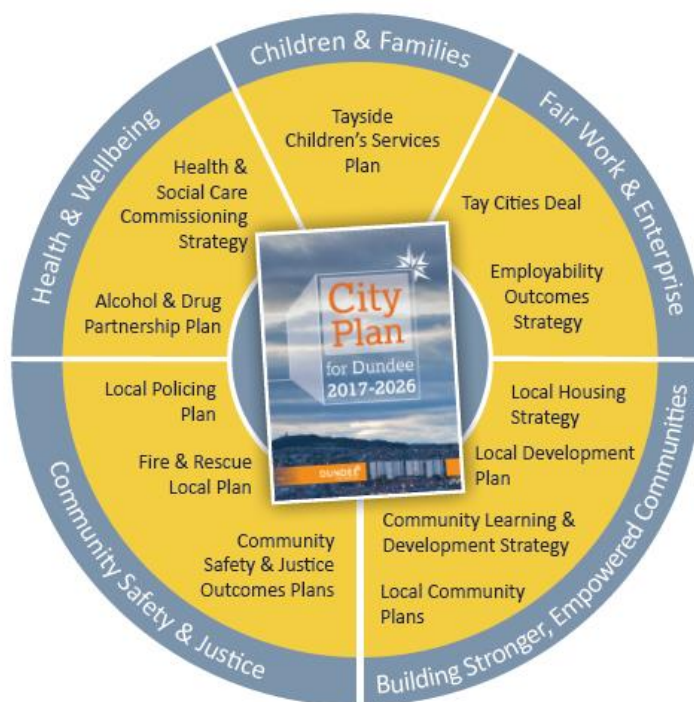 Children & Families
Tayside
Children's Services
Plan
Fair Work & Enterprise
Tay Cities Deal
Employability
Outcomes
Strategy
Building Stronger, Empowered Communities
Local Housing
Strategy
Local Development
Plan
Community Learning &
Development Strategy
Local Community
Plans
Community Safety & Justice
Local Policing
Plan
Fire & Rescue
Local Plan
Community
Safety & Justice
Outcomes Plans
Health & Wellbeing
Health &
Social Care
Commissioning
Strategy
Alcohol & Drug
Partnership Plan
City
Plan
for Dundee
2017-2026
DUNDEE